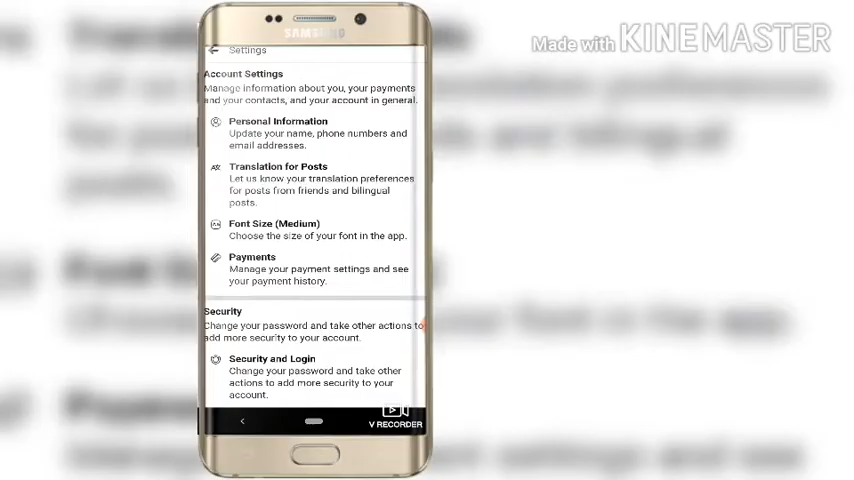 Made with KINEMASTER
SAMSUNG
Settings
Account Settings
Manage information about you, your payments
and your contacts, and your account in general.
Personal Information
Update your name, phone numbers and
email addresses.
Translation for Posts
Let us know your translation preferences
for posts from friends and bilingual
posts.
Font Size (Medium)
Choose the size of your font in the app.
Payments
Manage your payment settings and see
your payment history.
Security
Change your password and take other actions to
add more security to your account.
Security and Login
Change your password and take other
actions to add more security to your
account.
V RECORDER